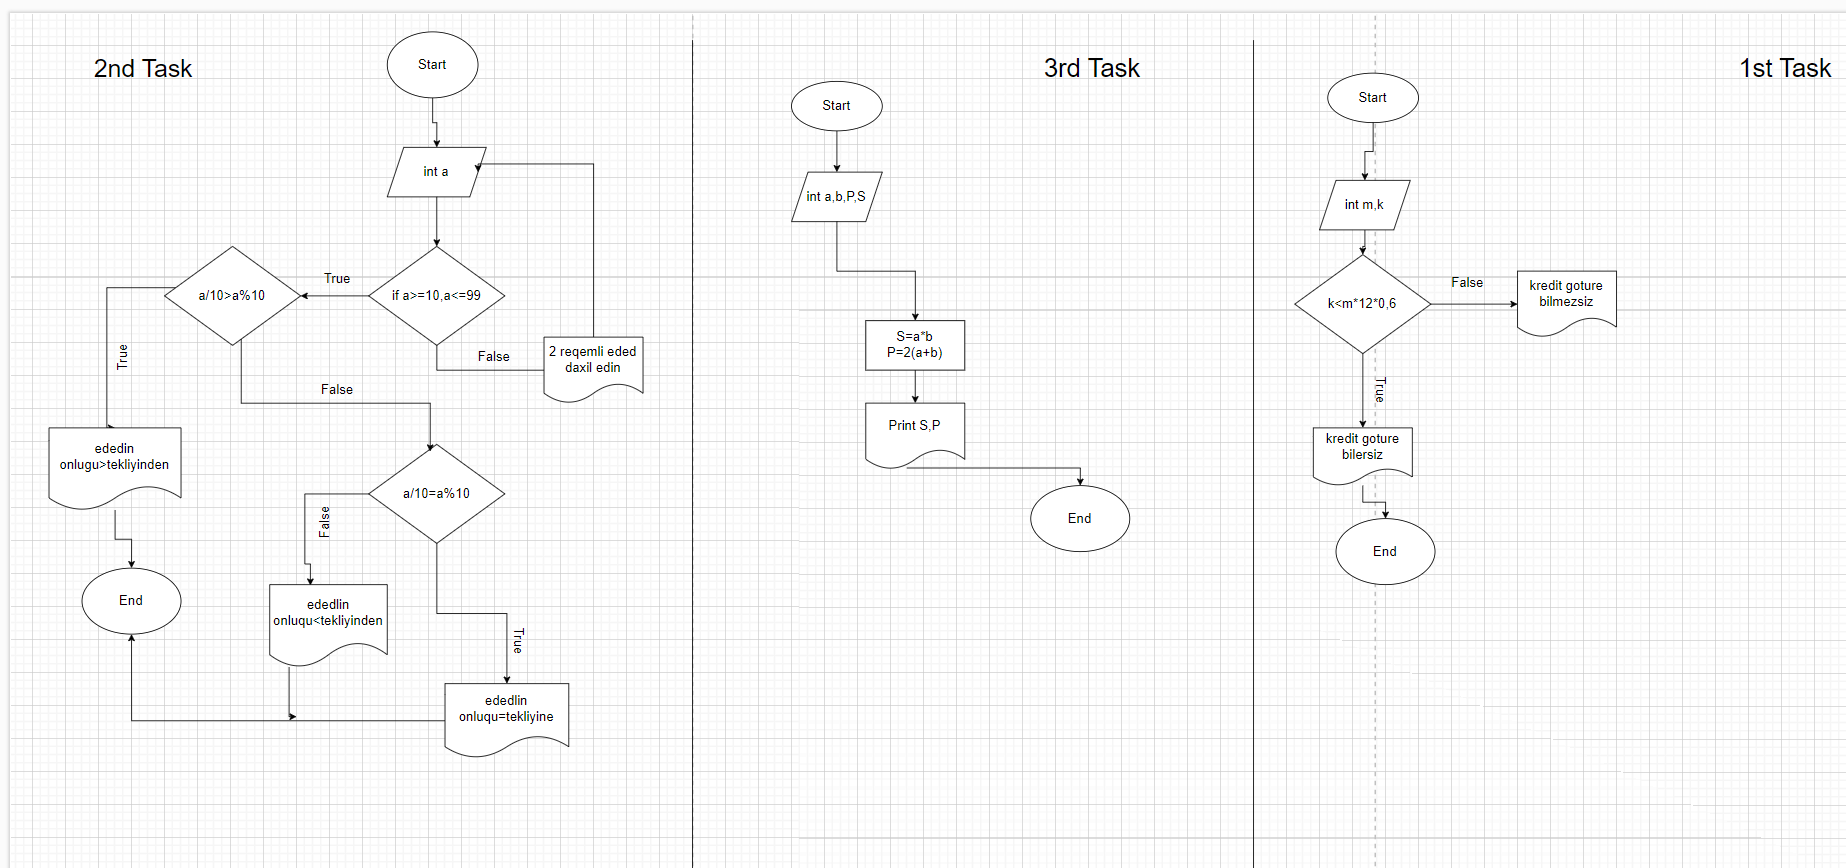 2nd Task
Start
int a
if a>=10,a<=99
True
a/10>a%10
False
2 reqemli eded
daxil edin
True
False
ededin
onlugu>tekliyinden
a/10=a%10
False
True
End
ededlin
onluqu<tekliyinden
ededlin
onluqu=tekliyine
3rd Task
Start
int a,b,P,S
S=a*b
P=2(a+b)
Print S,P
End
1st Task
Start
int m,k
k<m*12*0,6
False
kredit goture
bilmezsiz
True
kredit goture
bilersiz
End